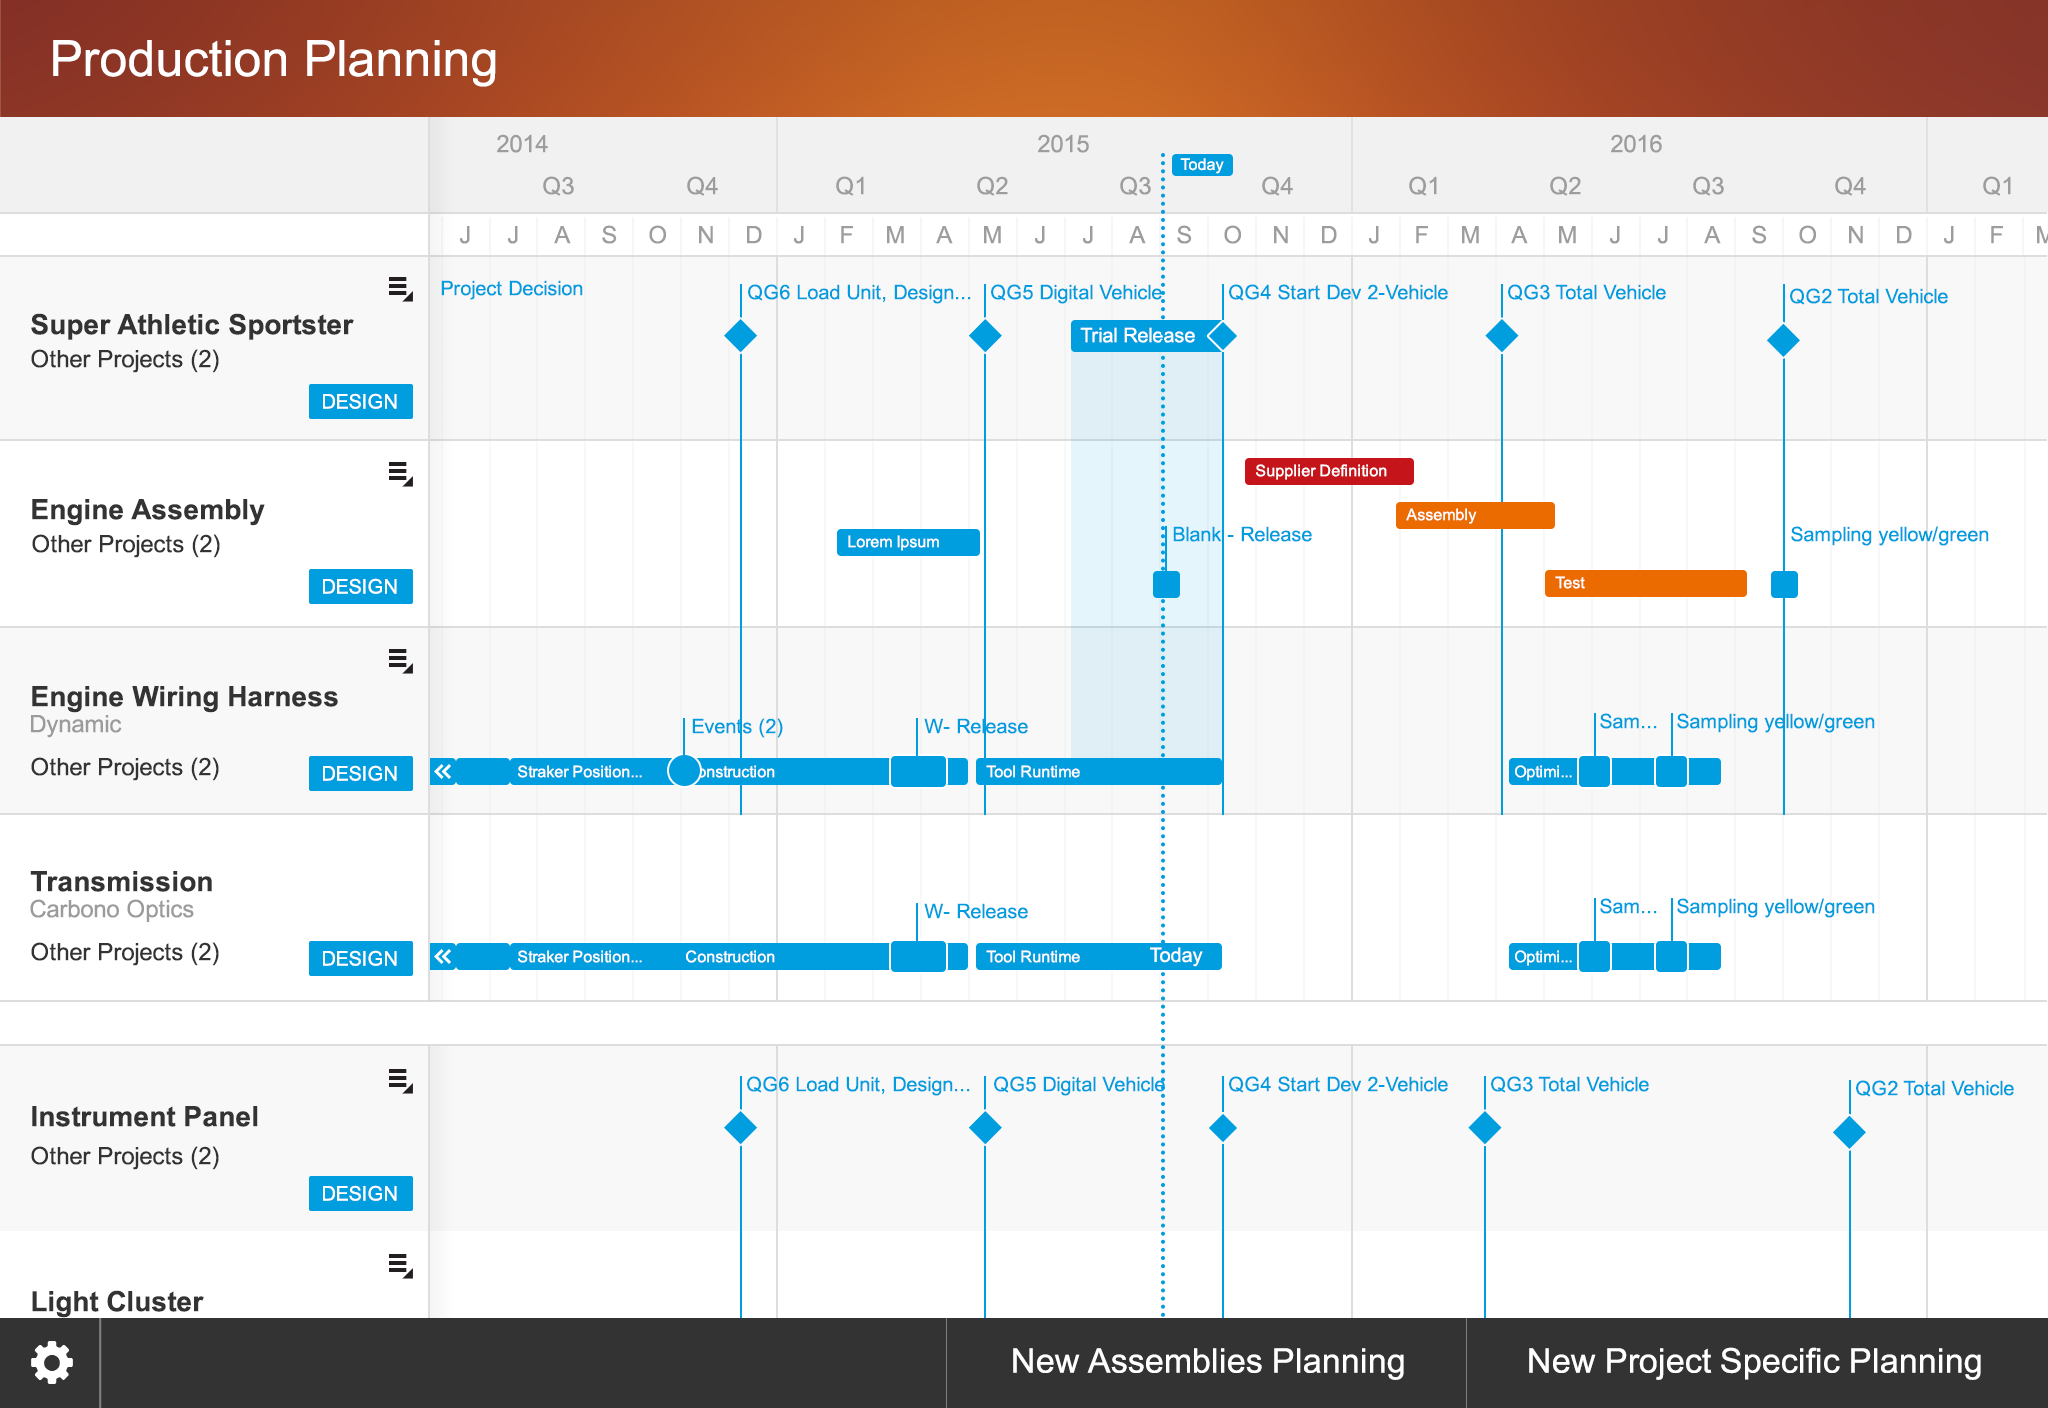 Production Planning
2014 2015 2016
Today
Q3 Q4 Q1 Q2 Q3 Q4 Q1 Q2 Q3 Q4 Q1
J J A S O N D J F M A M J J A S O N D J F M A M J J A S O N D J F M
Project Decision
QG6 Load Unit, Design... QG5 Digital Vehicle QG4 Start Dev 2-Vehicle QG3 Total Vehicle QG2 Total Vehicle
Super Athletic Sportster
Trial Release
Other Projects (2)
DESIGN
Supplier Definition
Engine Assembly
Assembly
Other Projects (2)
Lorem Ipsum
Blank - Release
Sampling yellow/green
DESIGN
Test
Engine Wiring Harness
Dynamic
Events (2) W- Release Sam... Sampling yellow/green
Other Projects (2)
DESIGN
Straker Position... onstruction Tool Runtime Optimi...
Transmission
Carbono Optics
W- Release Sam... Sampling yellow/green
Other Projects (2)
DESIGN
Straker Position... Construction Tool Runtime Today Optimi...
QG6 Load Unit, Design... QG5 Digital Vehicle QG4 Start Dev 2-Vehicle QG3 Total Vehicle QG2 Total Vehicle
Instrument Panel
Other Projects (2)
DESIGN
Light Cluster
New Assemblies Planning
New Project Specific Planning